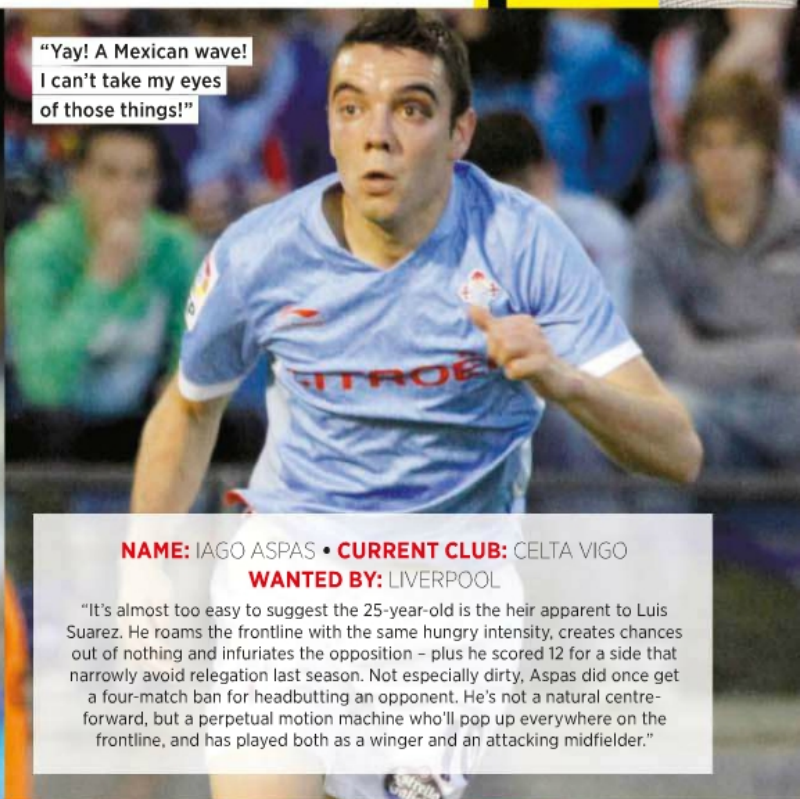 “Yay! A Mexican wave!
I can’t take my eyes
of those things!”
CITROËN
NAME: IAGO ASPAS • CURRENT CLUB: CELTA VIGO
WANTED BY: LIVERPOOL
“It’s almost too easy to suggest the 25-year-old is the heir apparent to Luis
Suarez. He roams the frontline with the same hungry intensity, creates chances
out of nothing and infuriates the opposition – plus he scored 12 for a side that
narrowly avoid relegation last season. Not especially dirty, Aspas did once get
a four-match ban for headbutting an opponent. He’s not a natural centre-
forward, but a perpetual motion machine who’ll pop up everywhere on the
frontline, and has played both as a winger and an attacking midfielder.”
Estrella
Galicia